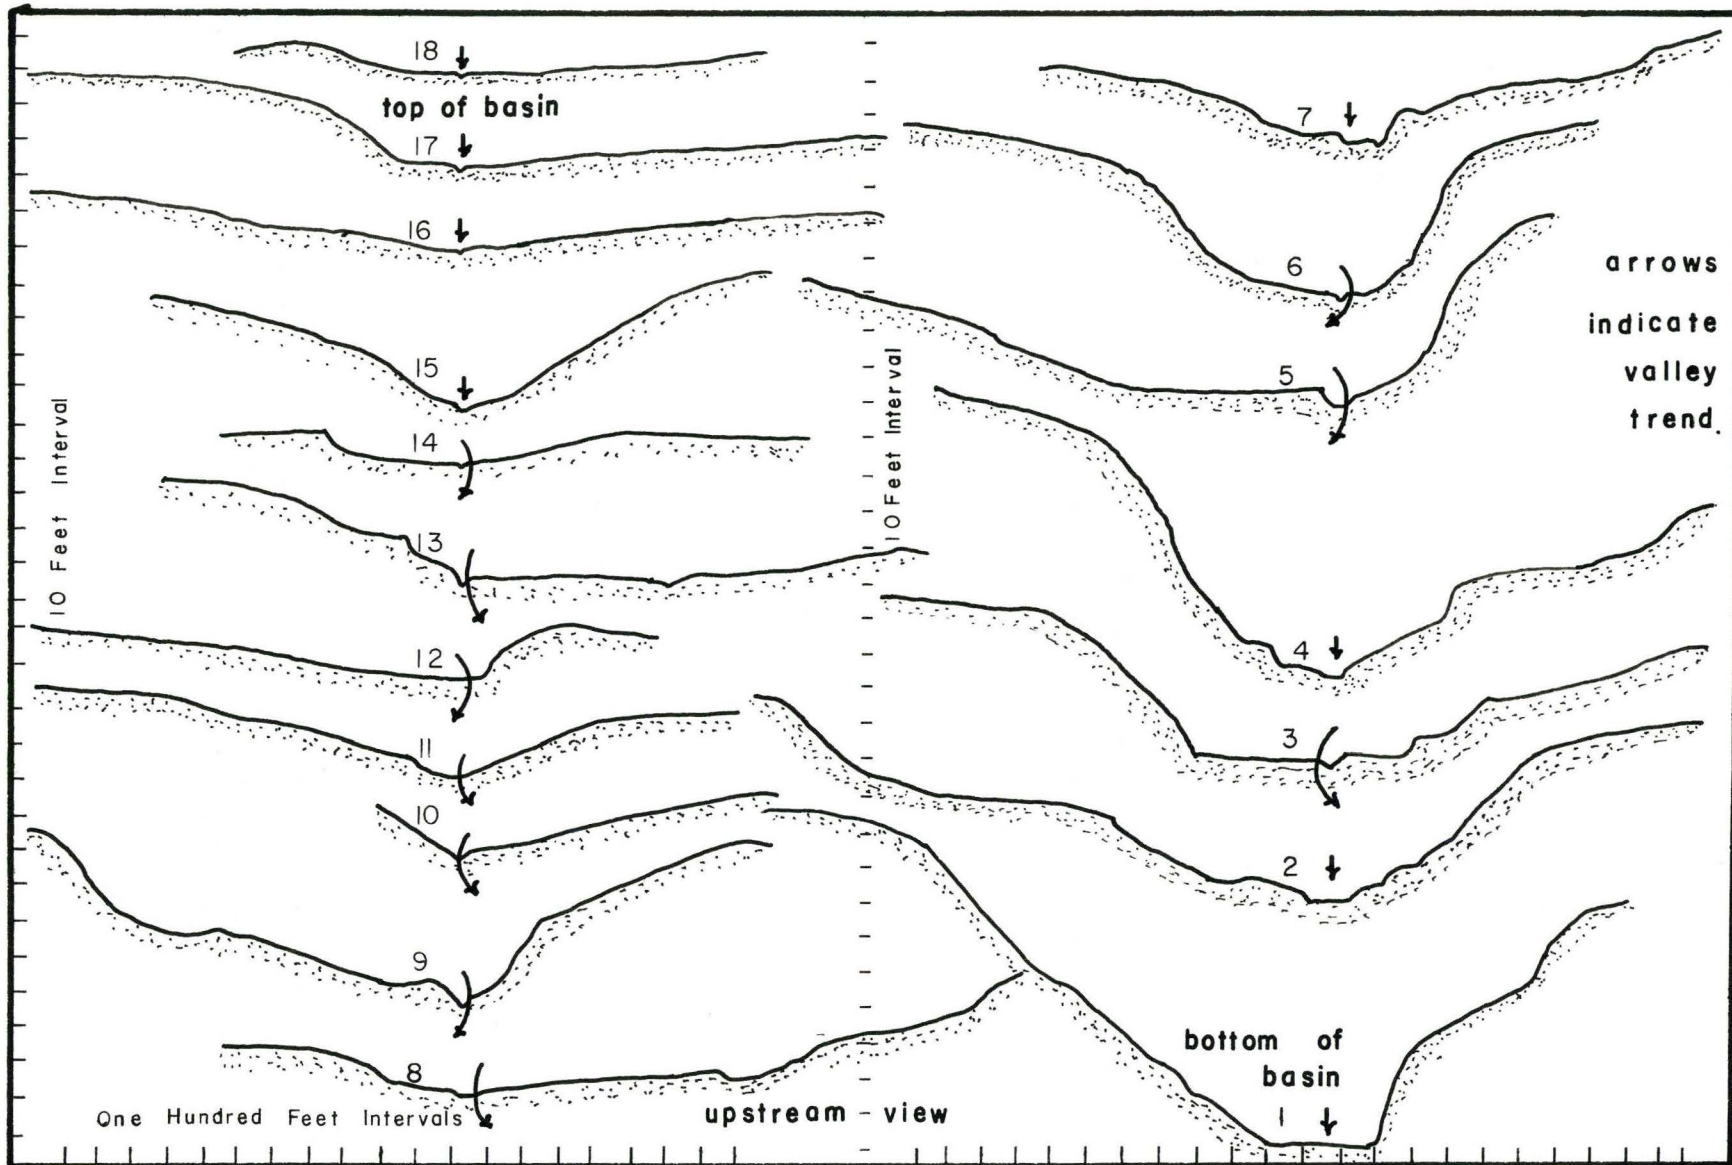 18
top of basin
17
16
15
14
13
12
11
10
9
8
10 Feet Interval
One Hundred Feet Intervals
upstream - view
10 Feet Interval
7
6
5
4
3
2
1
arrows
indicate
valley
trend.
bottom of
basin